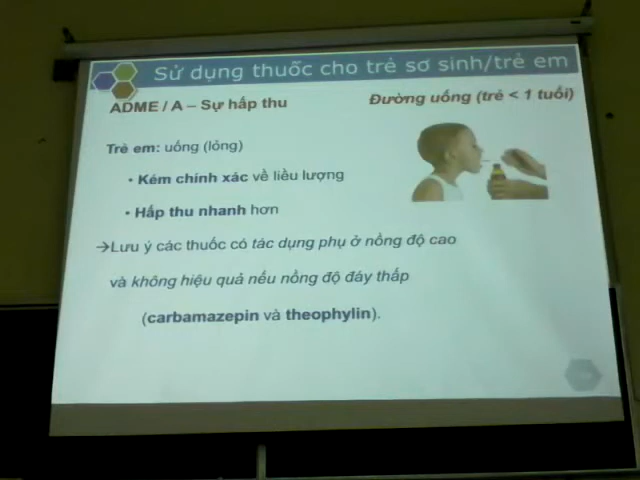 Sử dụng thuốc cho trẻ sơ sinh/trẻ em
ADME / A – Sự hấp thu
Đường uống (trẻ < 1 tuổi)
Trẻ em: uống (lỏng)
• Kém chính xác về liều lượng
• Hấp thu nhanh hơn
→Lưu ý các thuốc có tác dụng phụ ở nồng độ cao
và không hiệu quả nếu nồng độ đáy thấp
(carbamazepin và theophylin).